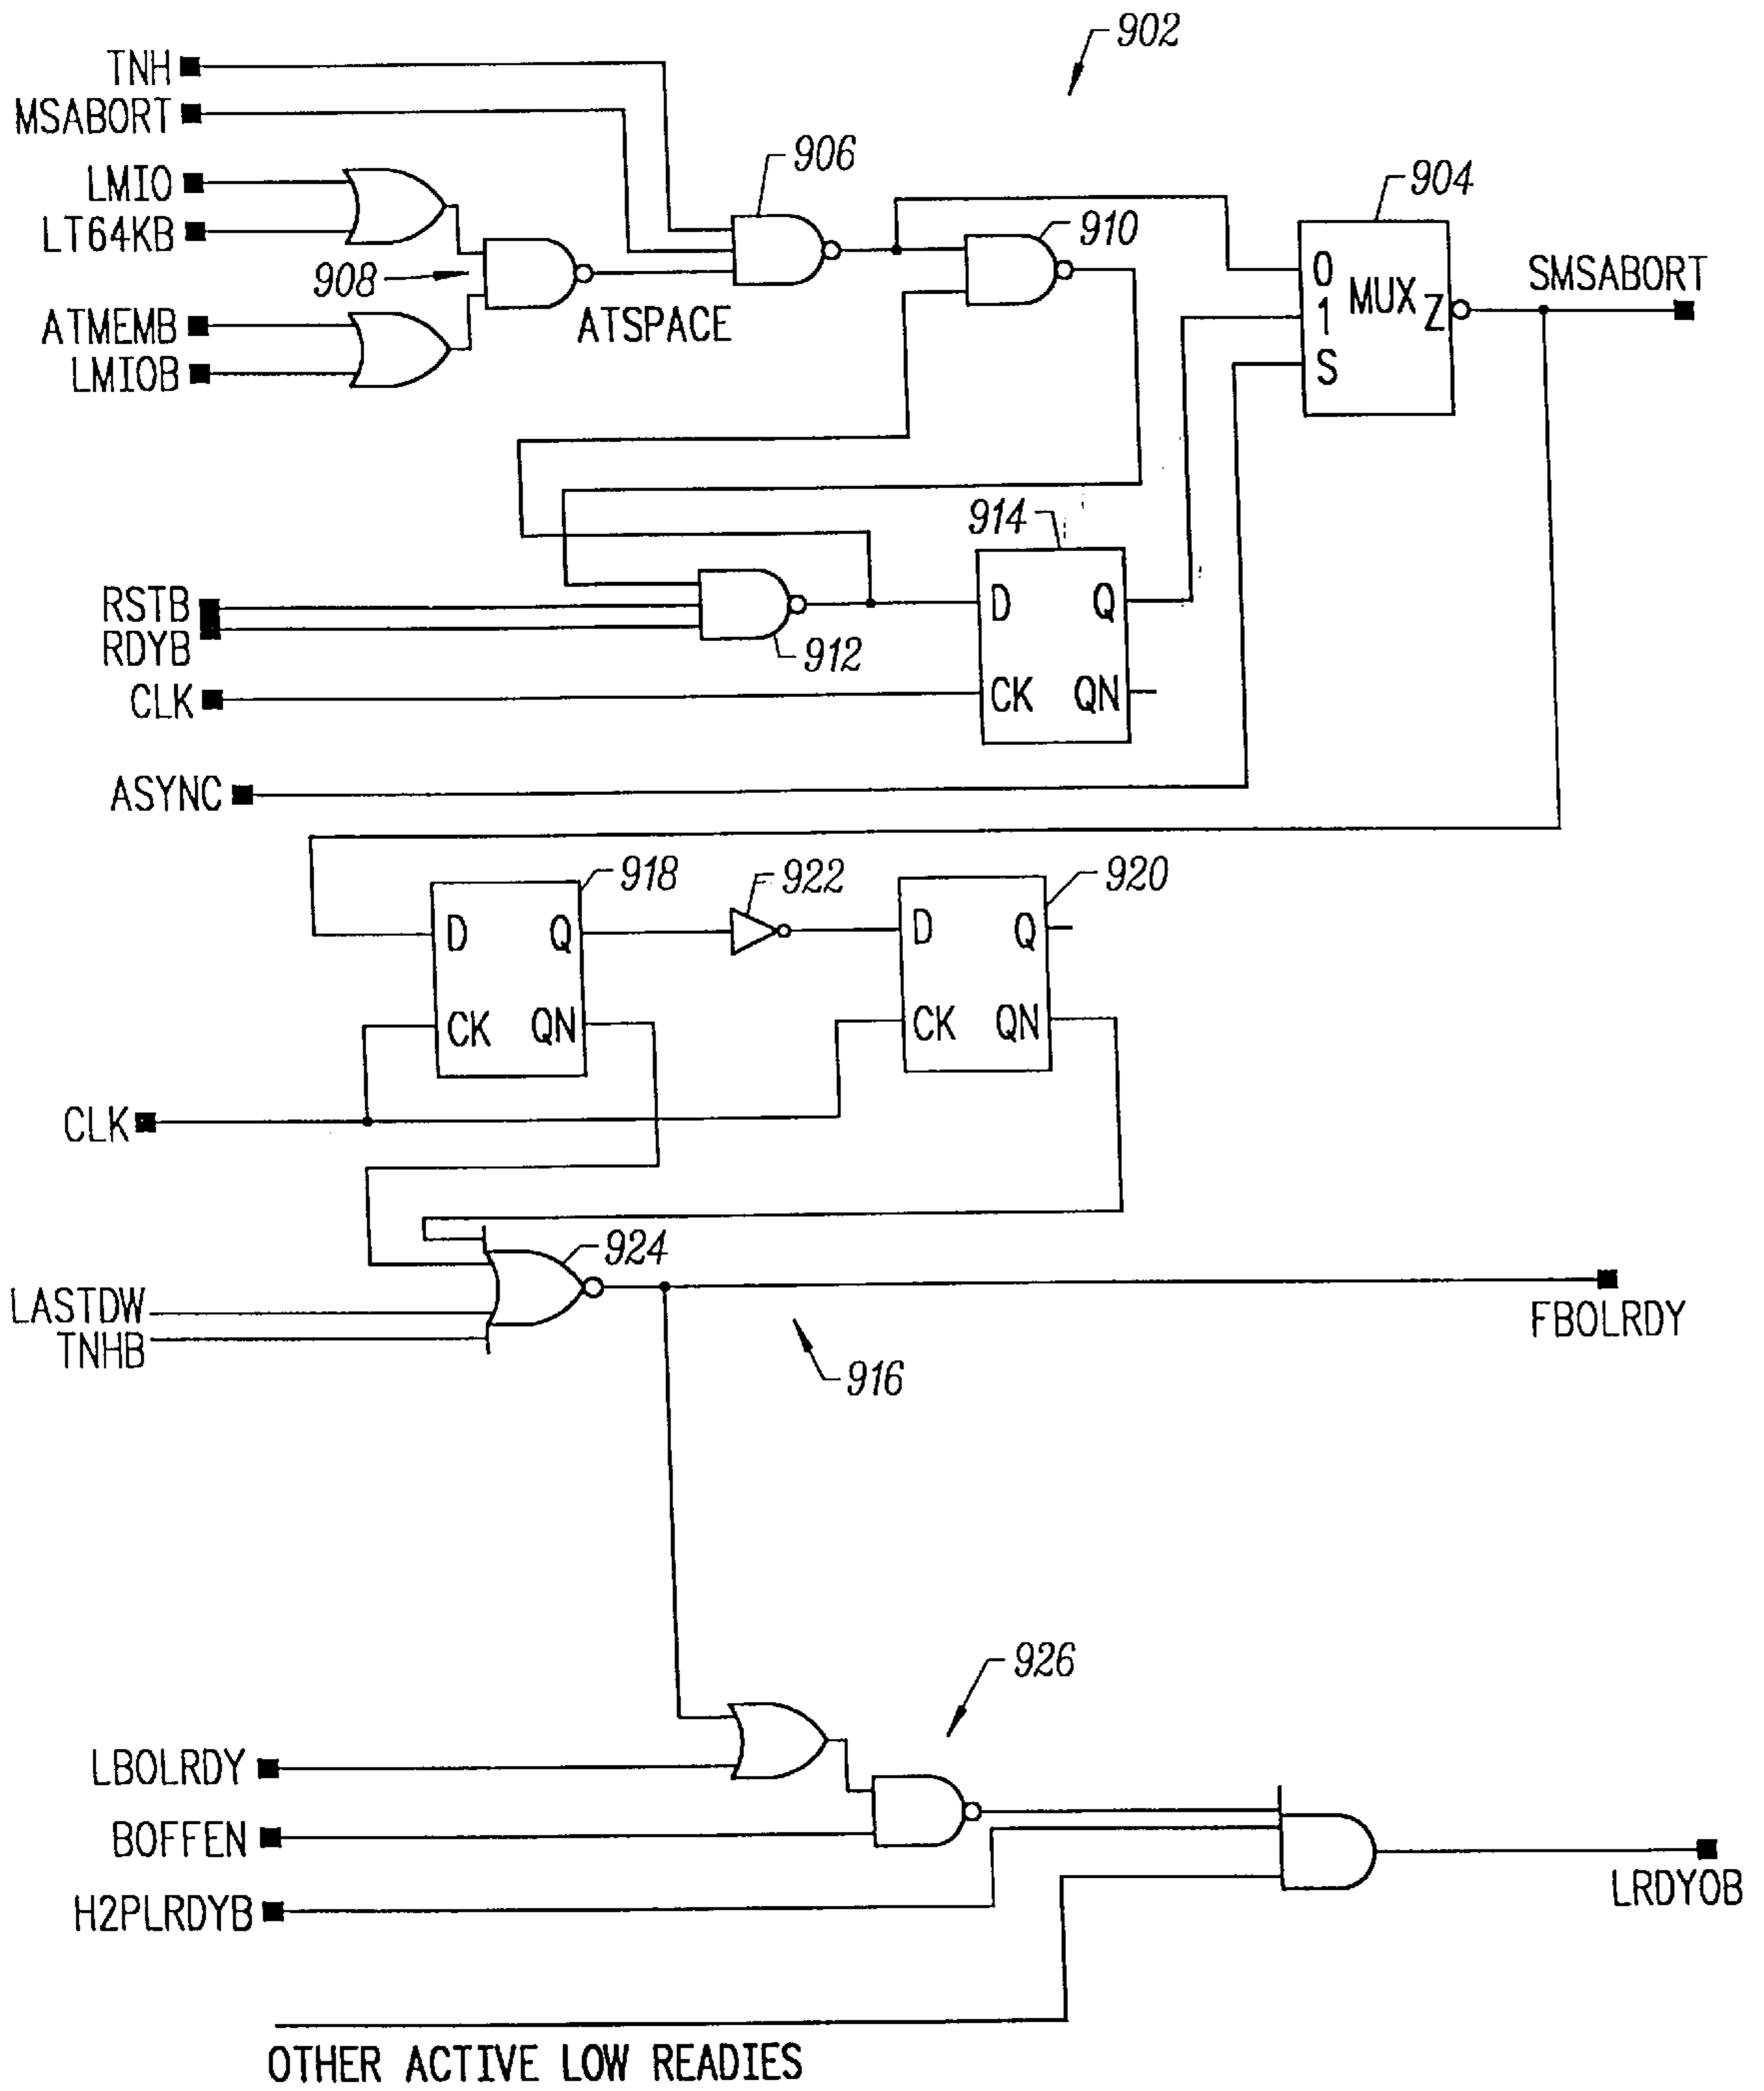 902
TNH
MSABORT
906
LMIO
904
LT64KB
910
908
0
MUX Z
1
S
SMSABORT
ATMEMB
ATSPACE
LMIOB
914
D Q
RSTB
RDYB
912
CLK
CK QN
ASYNC
918
922
920
D Q
D Q
CK QN
CK QN
CLK
924
LASTDW
TNHB
FBOLRDY
916
926
LBOLRDY
BOFFEN
LRDYOB
H2PLRDYB
OTHER ACTIVE LOW READIES